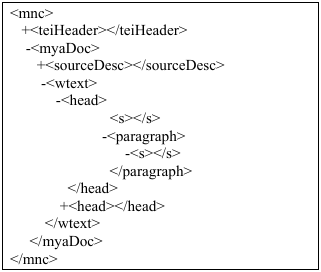 <mnc>
+<teiHeader></teiHeader>
-<myaDoc>
+<sourceDesc></sourceDesc>
-<wtext>
-<head>
<s></s>
-<paragraph>
-<s></s>
</paragraph>
</head>
+<head></head>
</wtext>
</myaDoc>
</mnc>